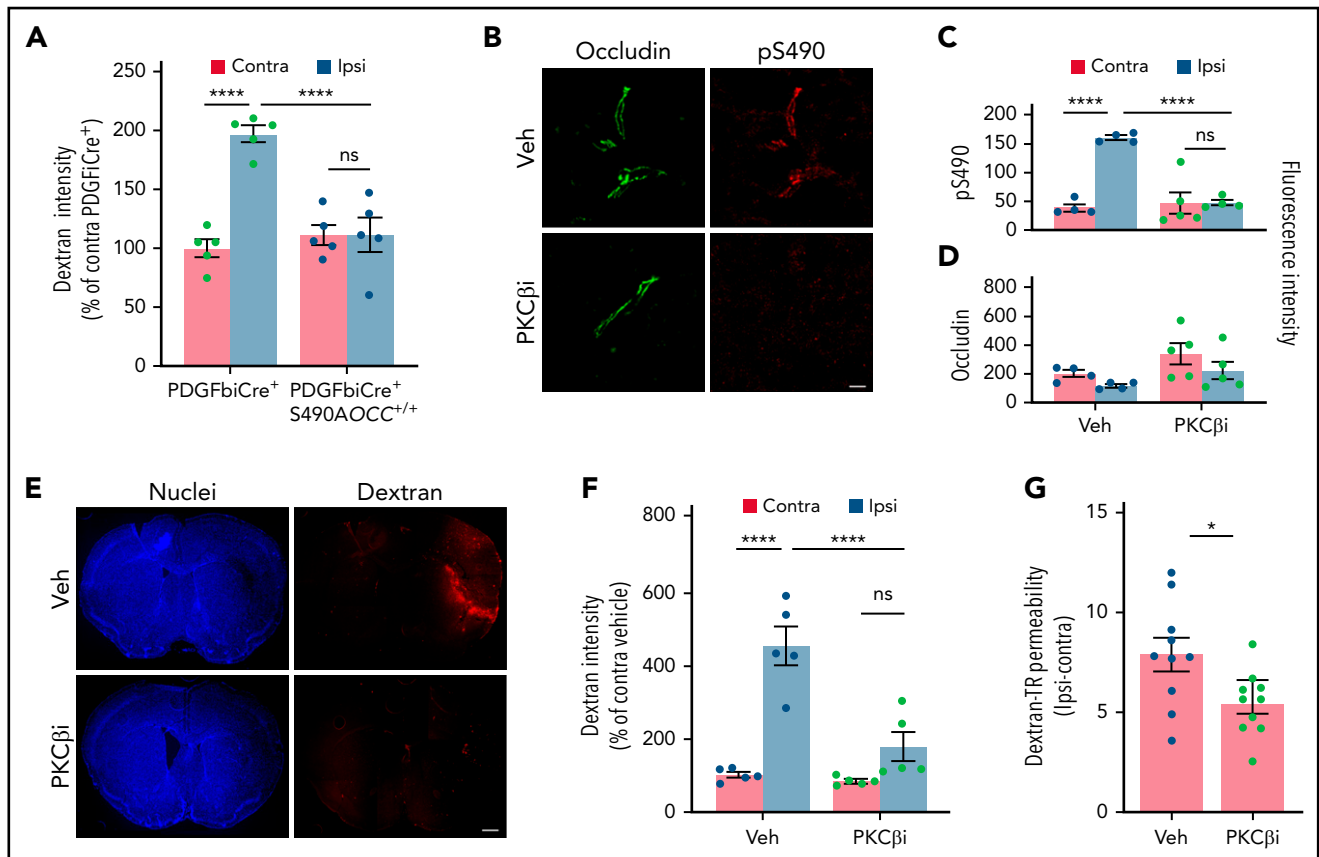 A
Contra
Ipsi
Dextran intensity
(% of contra PDGFiCre+)
250
200
150
100
50
0
****
****
ns
PDGFbiCre+
PDGFbiCre+
S490AOCC+/+
B
Occludin
pS490
Veh
PKCβi
C
Contra
Ipsi
pS490
200
150
100
50
0
****
****
ns
Fluorescence intensity
D
Occludin
800
600
400
200
0
Veh
PKCβi
E
Nuclei
Dextran
Veh
PKCβi
F
Contra
Ipsi
Dextran intensity
(% of contra vehicle)
800
600
400
200
0
****
****
ns
Veh
PKCβi
G
Dextran-TR permeability
(Ipsi-contra)
15
10
5
0
*
Veh
PKCβi